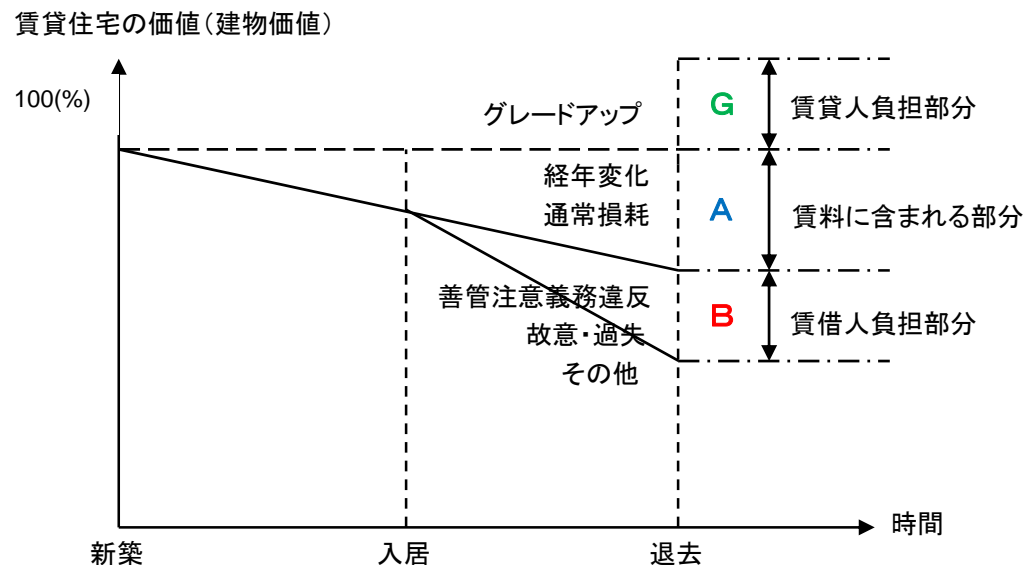 賃貸住宅の価値（建物価値）
100(%)
グレードアップ
G
賃貸人負担部分
経年変化
通常損耗
A
賃料に含まれる部分
善管注意義務違反
故意・過失
その他
B
賃借人負担部分
時間
新築
入居
退去